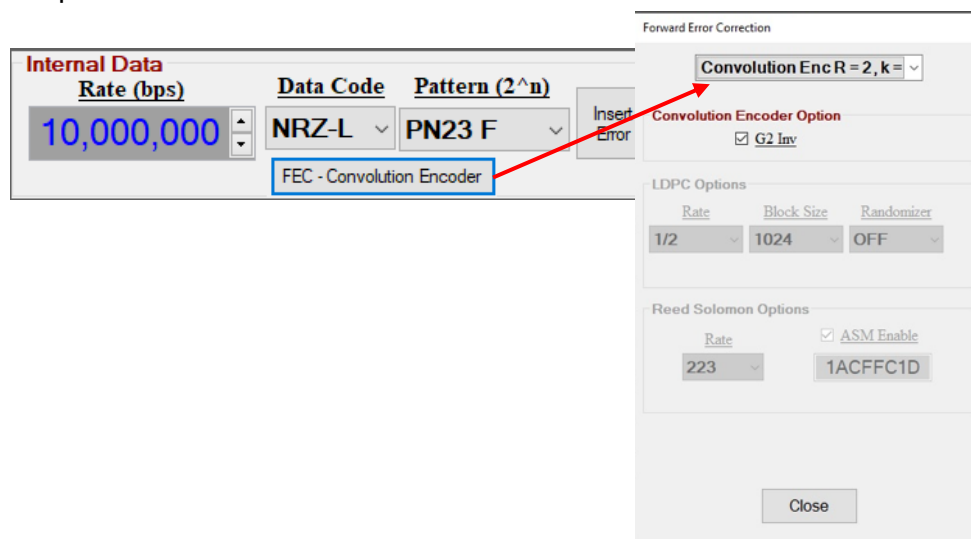 Internal Data
Rate (bps)
Data Code
Pattern (2^n)
10,000,000
NRZ-L
PN23 F
Insert
Error
FEC - Convolution Encoder
Forward Error Correction
Convolution Enc R = 2, k =
Convolution Encoder Option
G2 Inv
LDPC Options
Rate Block Size Randomizer
1/2 1024 OFF
Reed Solomon Options
Rate ASM Enable
223 1ACFFC1D
Close